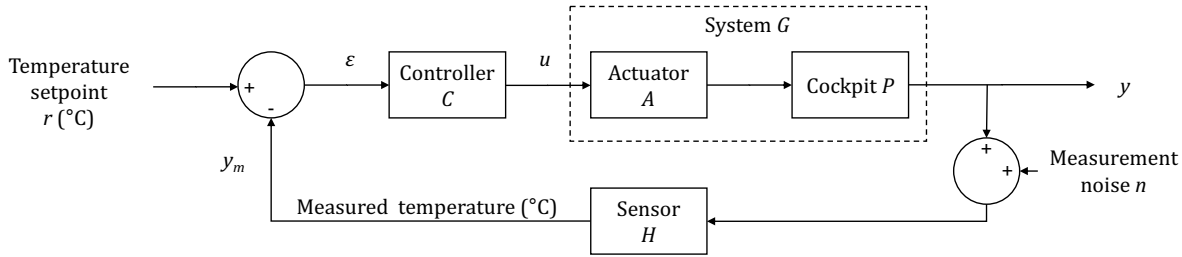 System G
Temperature
setpoint
r (°C)
+
-
ε
Controller
C
u
Actuator
A
Cockpit P
y
y_m
+
+
Measurement
noise n
Measured temperature (°C)
Sensor
H